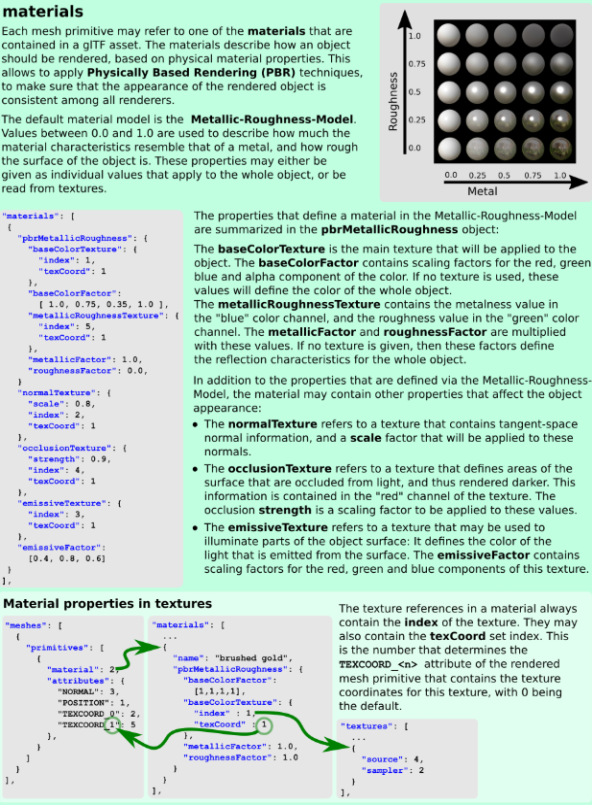 materials
Each mesh primitive may refer to one of the materials that are
contained in a glTF asset. The materials describe how an object
should be rendered, based on physical material properties. This
allows to apply Physically Based Rendering (PBR) techniques,
to make sure that the appearance of the rendered object is
consistent among all renderers.
The default material model is the Metallic-Roughness-Model.
Values between 0.0 and 1.0 are used to describe how much the
material characteristics resemble that of a metal, and how rough
the surface of the object is. These properties may either be
given as individual values that apply to the whole object, or be
read from textures.
Roughness
1.0
0.75
0.5
0.25
0.0
0.0 0.25 0.5 0.75 1.0
Metal
"materials": [
{
"pbrMetallicRoughness": {
"baseColorTexture": {
"index": 1,
"texCoord": 1
},
"baseColorFactor":
[ 1.0, 0.75, 0.35, 1.0 ],
"metallicRoughnessTexture": {
"index": 5,
"texCoord": 1
},
"metallicFactor": 1.0,
"roughnessFactor": 0.0,
}
"normalTexture": {
"scale": 0.8,
"index": 2,
"texCoord": 1
},
"occlusionTexture": {
"strength": 0.9,
"index": 4,
"texCoord": 1
},
"emissiveTexture": {
"index": 3,
"texCoord": 1
},
"emissiveFactor":
[0.4, 0.8, 0.6]
}
],
The properties that define a material in the Metallic-Roughness-Model
are summarized in the pbrMetallicRoughness object:
The baseColorTexture is the main texture that will be applied to the
object. The baseColorFactor contains scaling factors for the red, green
blue and alpha component of the color. If no texture is used, these
values will define the color of the whole object.
The metallicRoughnessTexture contains the metalness value in
the "blue" color channel, and the roughness value in the "green" color
channel. The metallicFactor and roughnessFactor are multiplied
with these values. If no texture is given, then these factors define
the reflection characteristics for the whole object.
In addition to the properties that are defined via the Metallic-Roughness-
Model, the material may contain other properties that affect the object
appearance:
• The normalTexture refers to a texture that contains tangent-space
normal information, and a scale factor that will be applied to these
normals.
• The occlusionTexture refers to a texture that defines areas of the
surface that are occluded from light, and thus rendered darker. This
information is contained in the "red" channel of the texture. The
occlusion strength is a scaling factor to be applied to these values.
• The emissiveTexture refers to a texture that may be used to
illuminate parts of the object surface: It defines the color of the
light that is emitted from the surface. The emissiveFactor contains
scaling factors for the red, green and blue components of this texture.
Material properties in textures
"meshes": [
{
"primitives": [
{
"material": 2,
"attributes": {
"NORMAL": 3,
"POSITION": 1,
"TEXCOORD_0": 2,
"TEXCOORD_1": 5
},
}
]
}
],
"materials": [
...
{
"name": "brushed gold",
"pbrMetallicRoughness": {
"baseColorFactor":
[1,1,1,1],
"baseColorTexture": {
"index" : 1,
"texCoord" : 1
},
"metallicFactor": 1.0,
"roughnessFactor": 1.0
}
}
],
The texture references in a material always
contain the index of the texture. They may
also contain the texCoord set index. This
is the number that determines the
TEXCOORD_<n> attribute of the rendered
mesh primitive that contains the texture
coordinates for this texture, with 0 being
the default.
"textures": [
...
{
"source": 4,
"sampler": 2
}
],